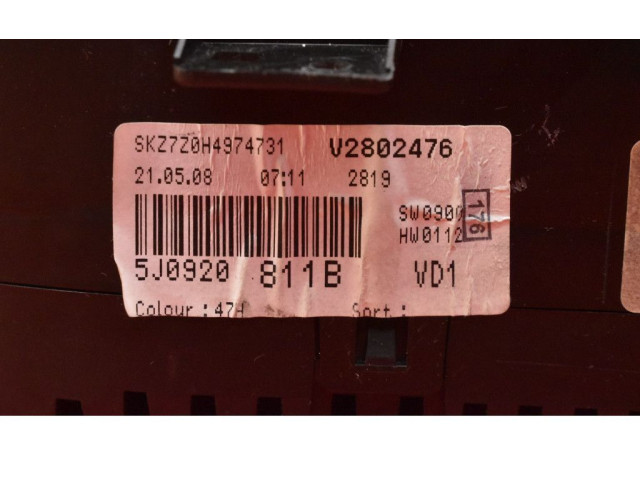 SKZ7Z0H4974731 V2802476
21.05.08 07:11 2819
SW0900
HW0112
176
5J0920 811B VD1
Colour : 47H Sort :